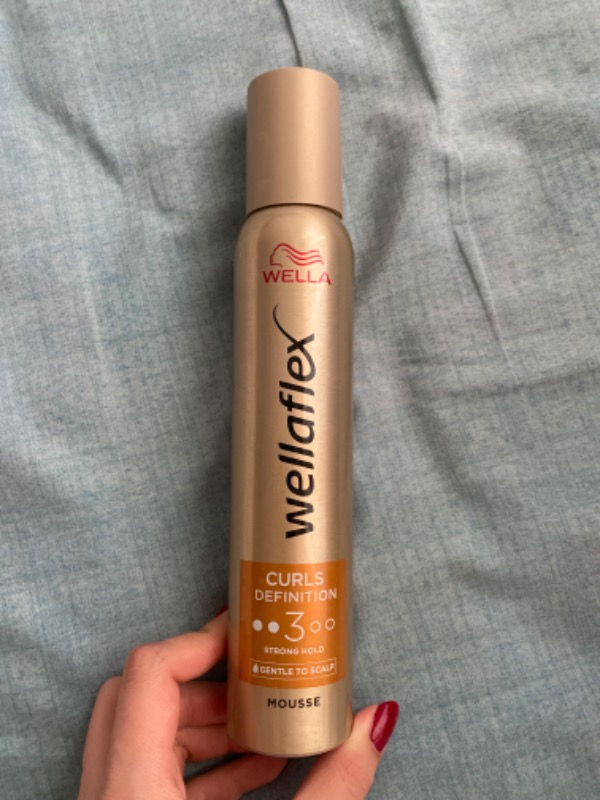 WELLA
wellaflex
CURLS
DEFINITION
3
STRONG HOLD
GENTLE TO SCALP
MOUSSE